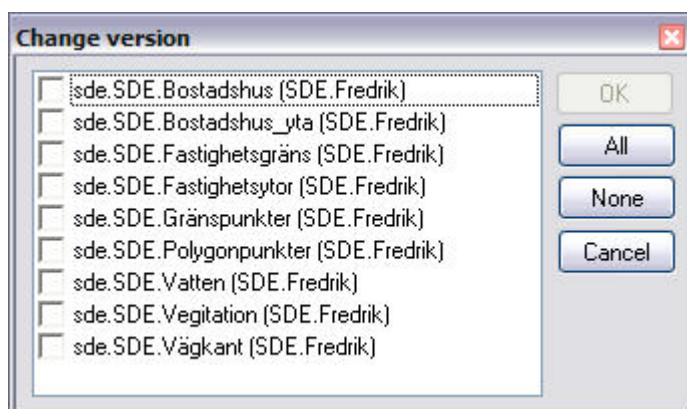 Change version
sde.SDE.Bostadshus (SDE.Fredrik)
sde.SDE.Bostadshus_yta (SDE.Fredrik)
sde.SDE.Fastighetsgräns (SDE.Fredrik)
sde.SDE.Fastighetsytor (SDE.Fredrik)
sde.SDE.Gränspunkter (SDE.Fredrik)
sde.SDE.Polygonpunkter (SDE.Fredrik)
sde.SDE.Vatten (SDE.Fredrik)
sde.SDE.Vegitation (SDE.Fredrik)
sde.SDE.Vägkant (SDE.Fredrik)
OK
All
None
Cancel